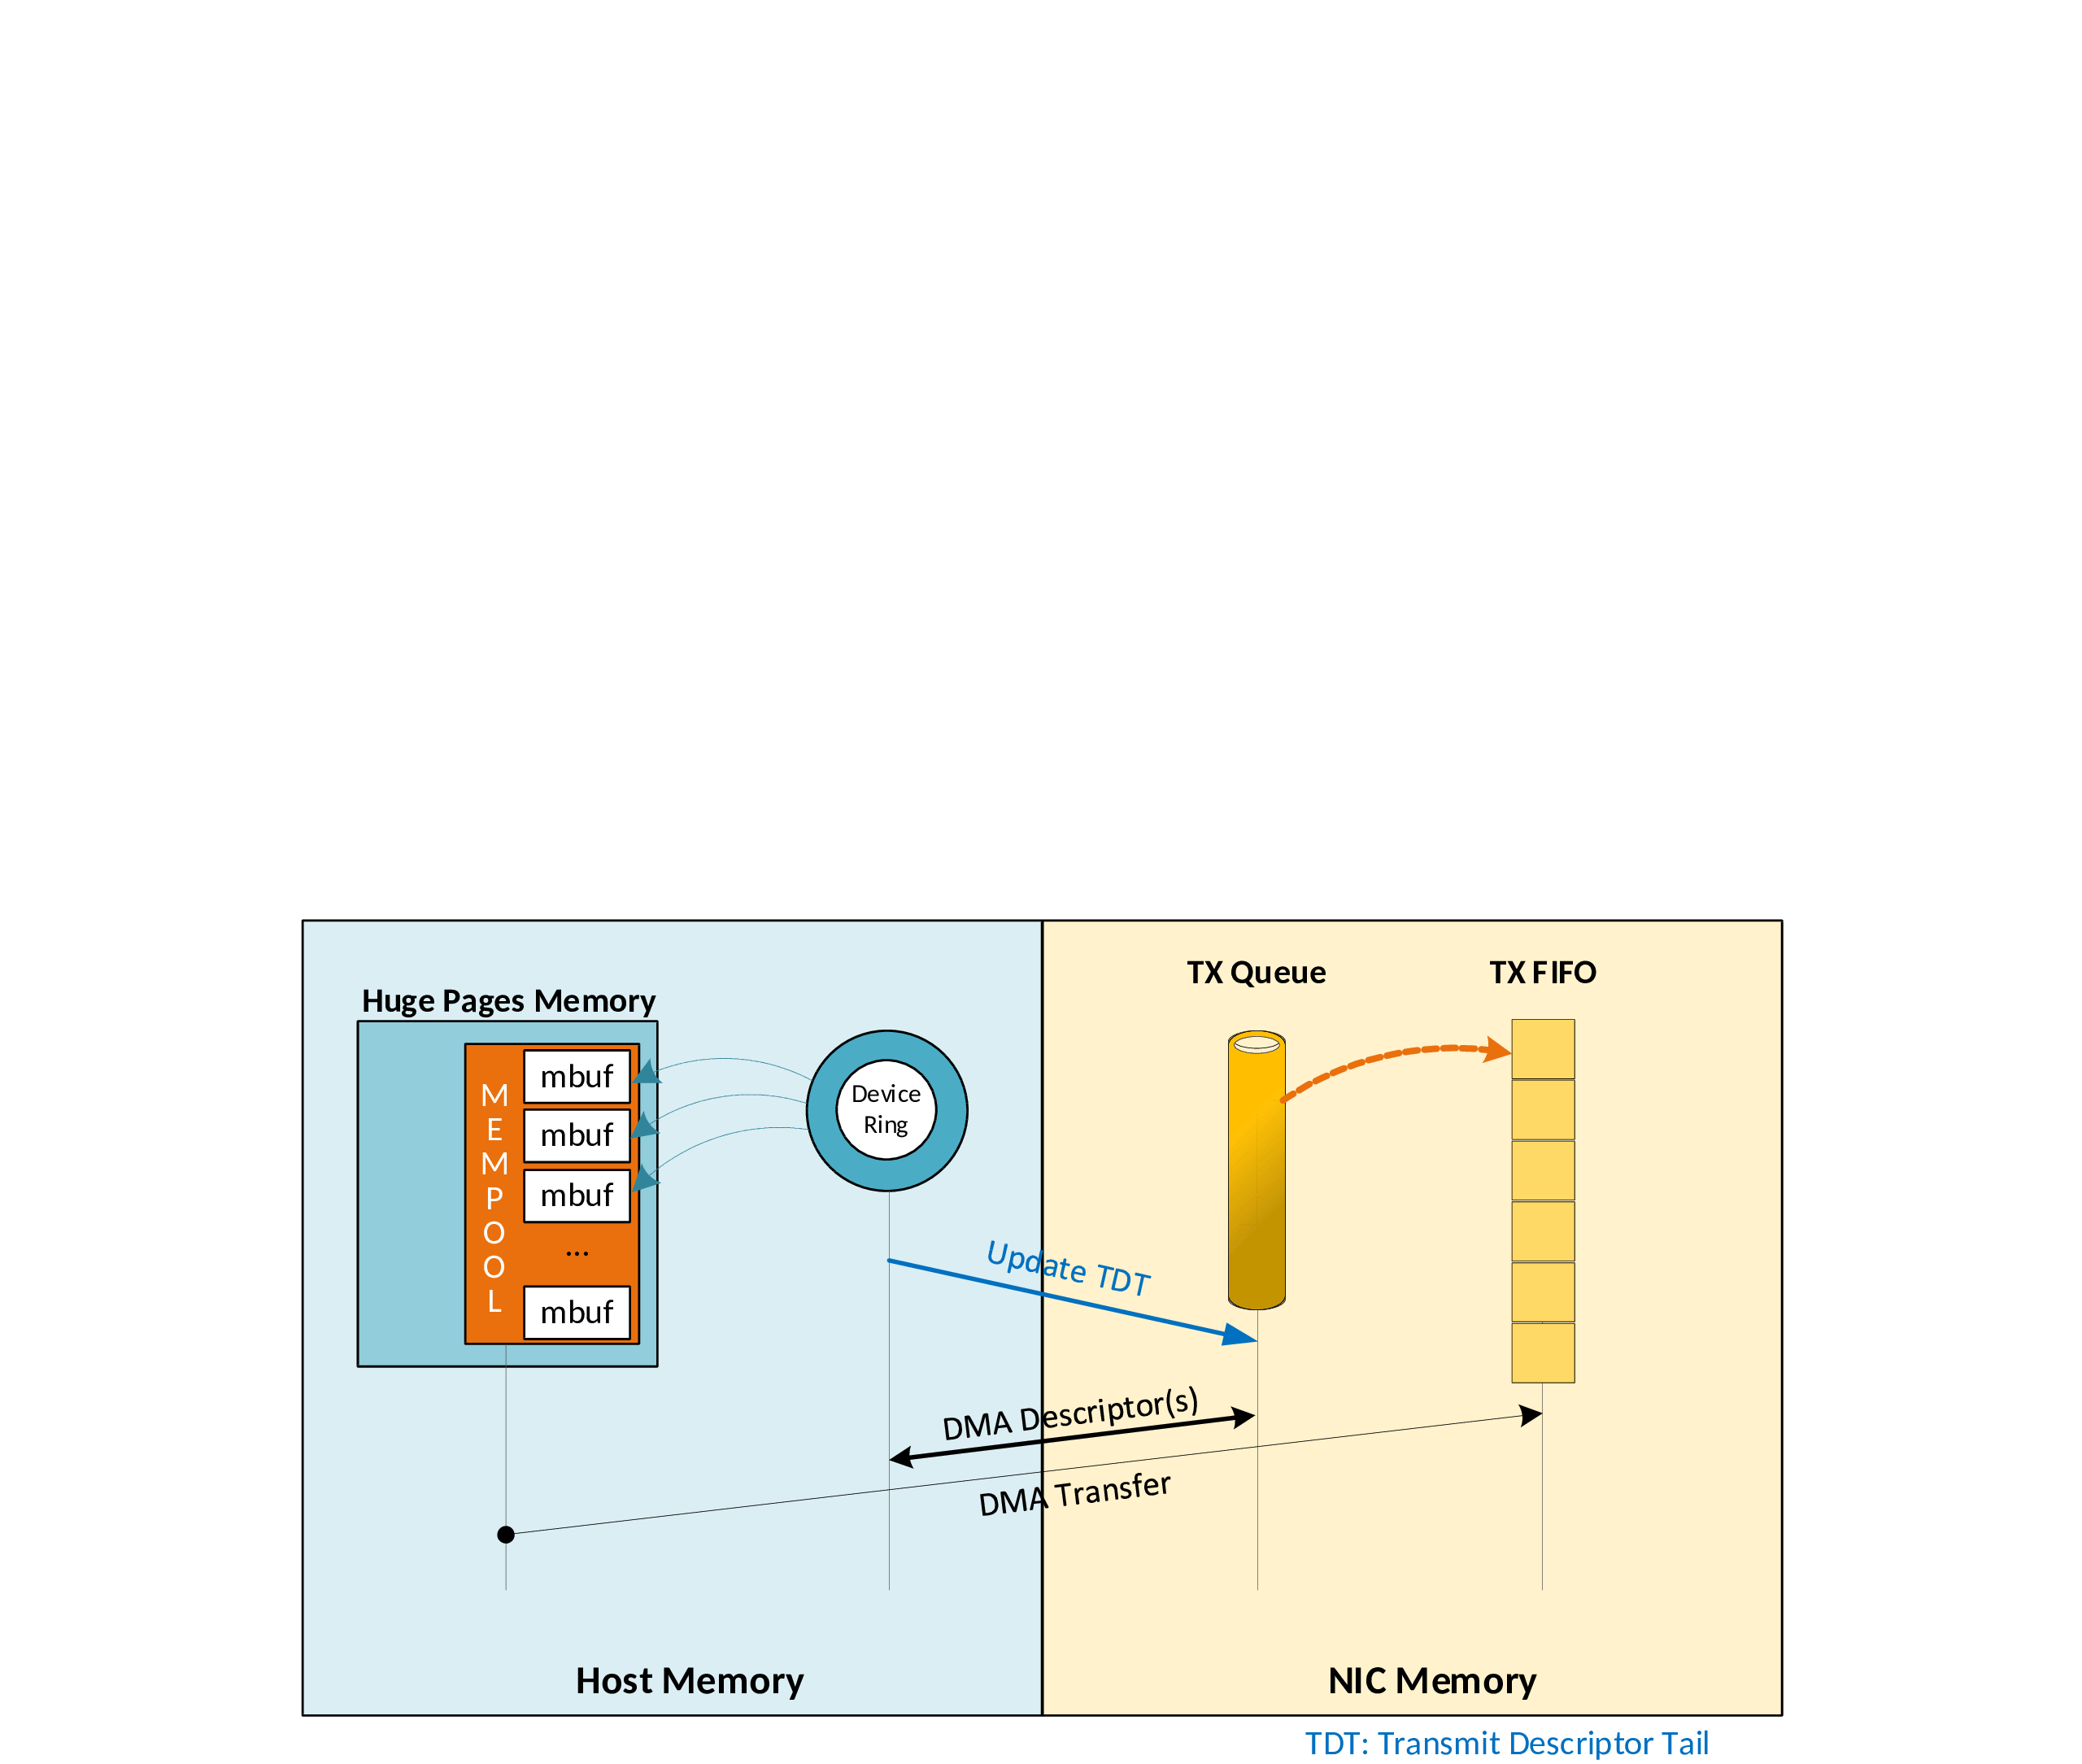 TX Queue
TX FIFO
Huge Pages Memory
MEMPOOL
mbuf
mbuf
mbuf
...
mbuf
Device
Ring
Update TDT
DMA Descriptor(s)
DMA Transfer
Host Memory
NIC Memory
TDT: Transmit Descriptor Tail